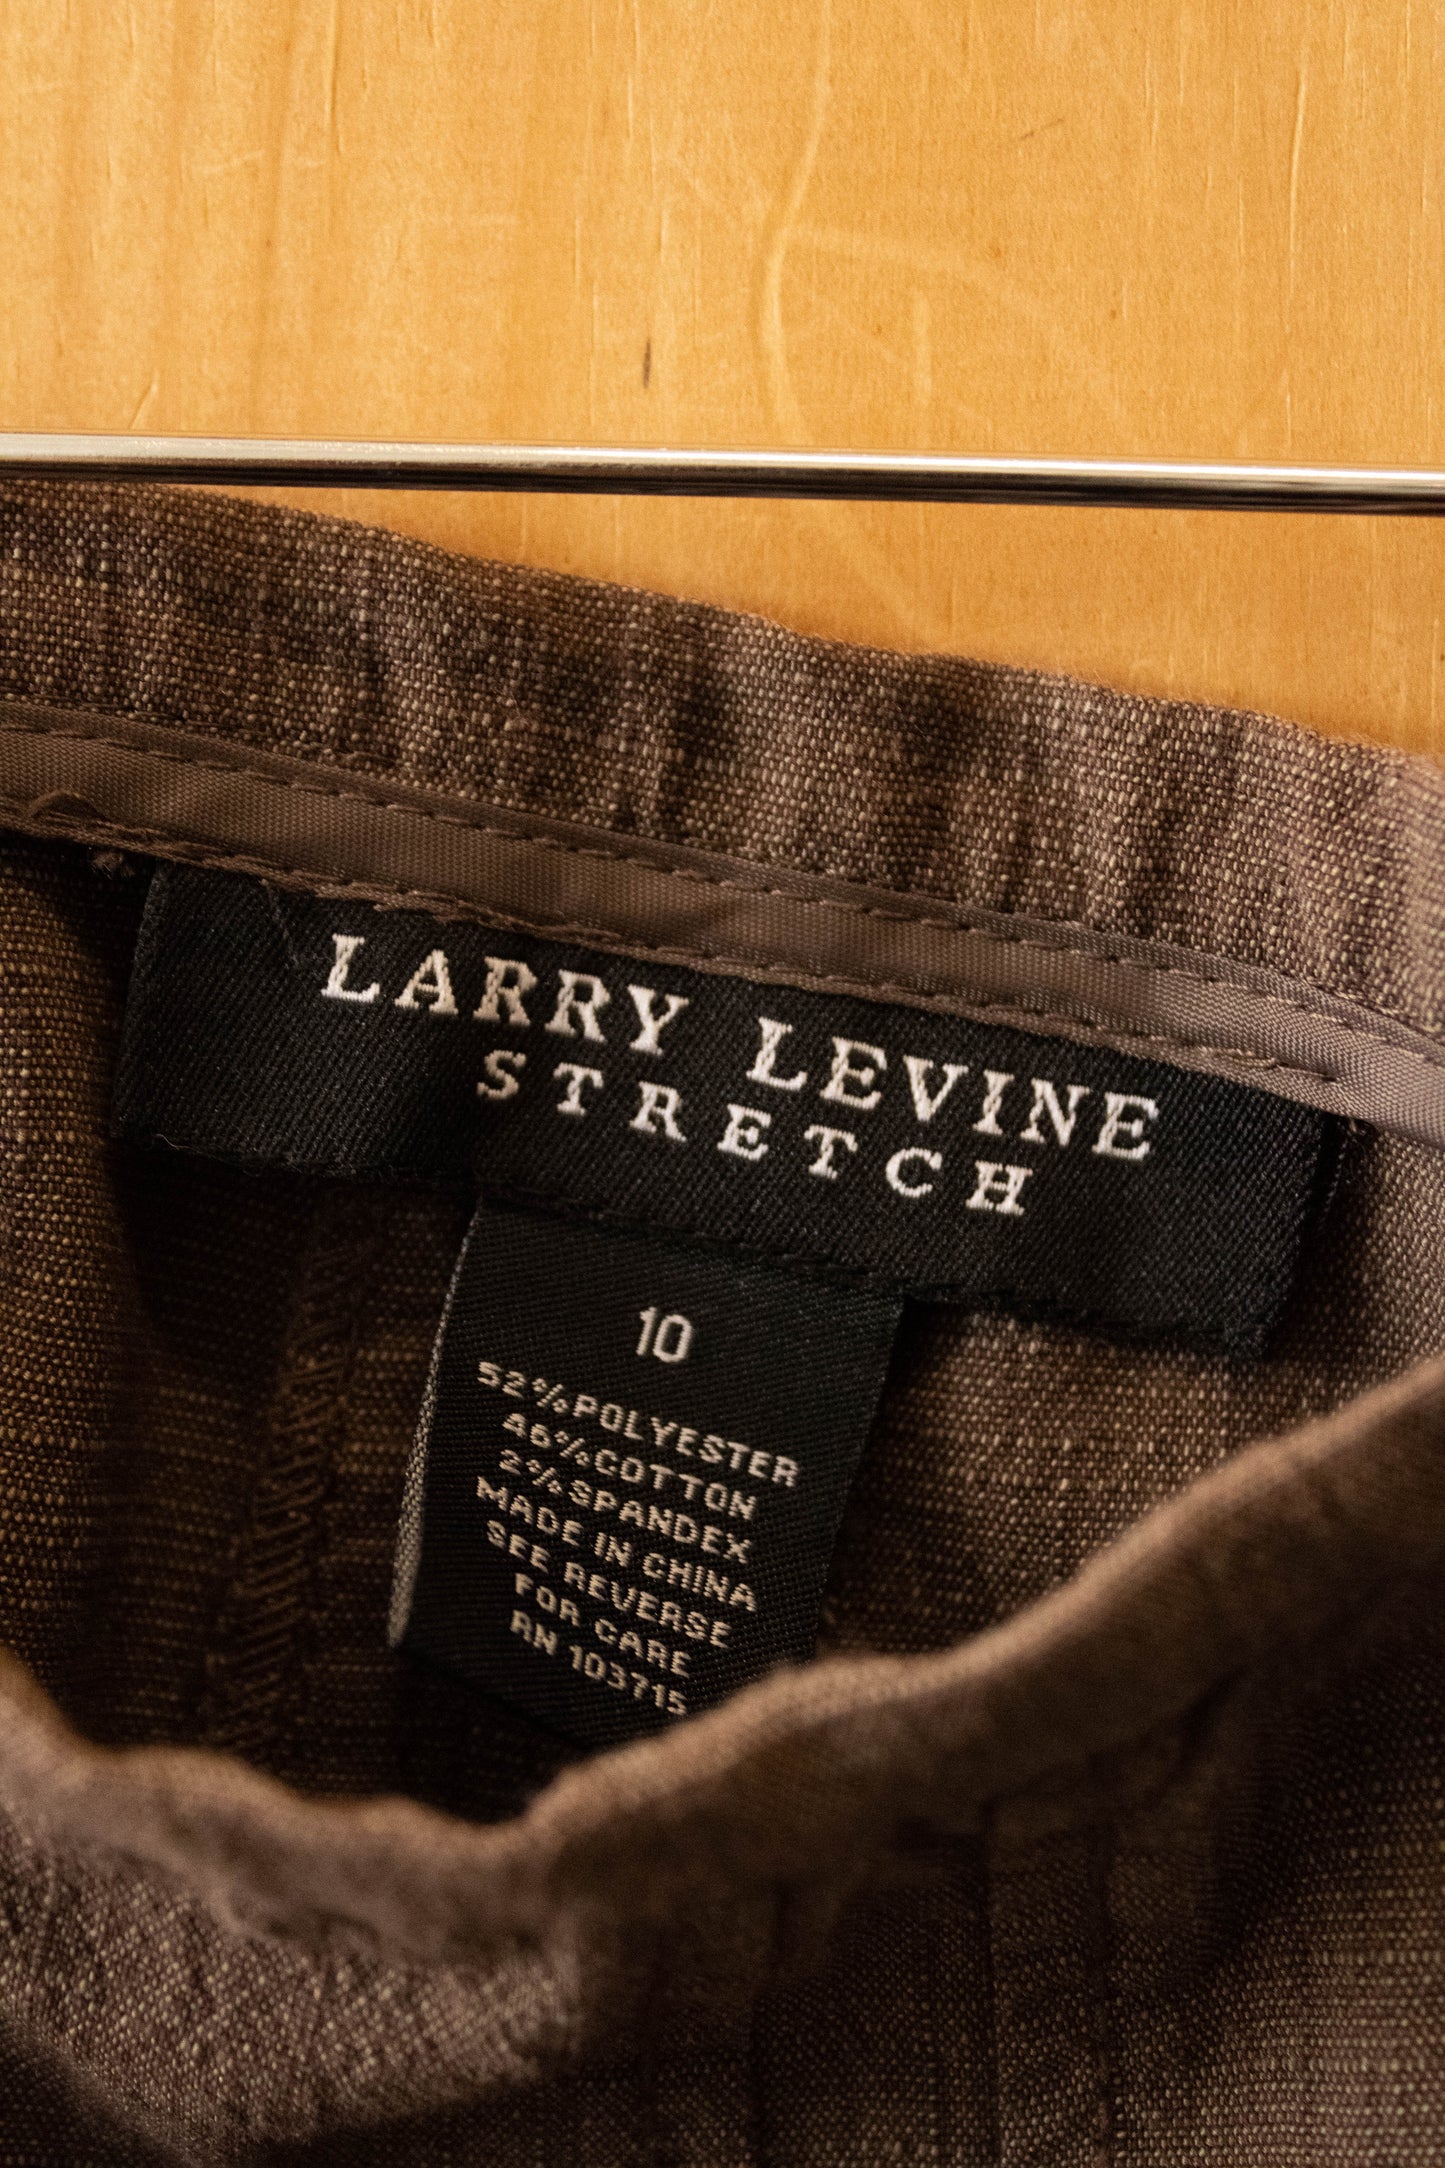 LARRY LEVINE
STRETCH
10
52%POLYESTER
46%COTTON
2%SPANDEX
MADE IN CHINA
SEE REVERSE
FOR CARE
RN 103715